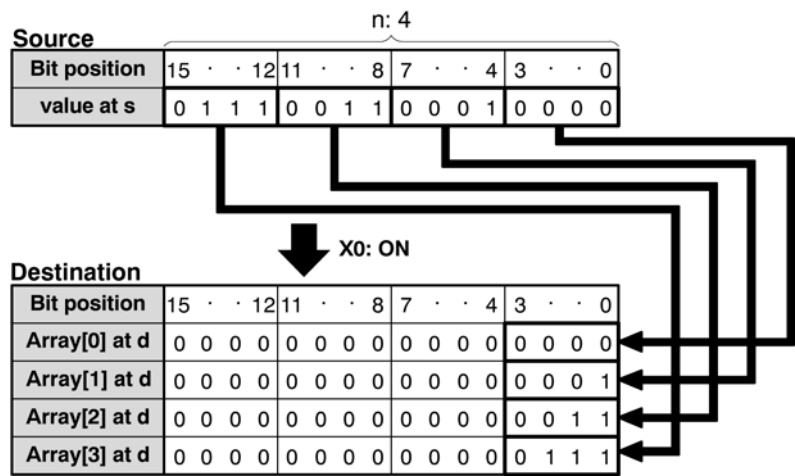 n: 4
Source
Bit position 15 · · 12 11 · · 8 7 · · 4 3 · · 0
value at s 0 1 1 1 0 0 1 1 0 0 0 1 0 0 0 0
X0: ON
Destination
Bit position 15 · · 12 11 · · 8 7 · · 4 3 · · 0
Array[0] at d 0 0 0 0 0 0 0 0 0 0 0 0 0 0 0 0
Array[1] at d 0 0 0 0 0 0 0 0 0 0 0 0 0 0 0 1
Array[2] at d 0 0 0 0 0 0 0 0 0 0 0 0 0 0 1 1
Array[3] at d 0 0 0 0 0 0 0 0 0 0 0 0 0 1 1 1